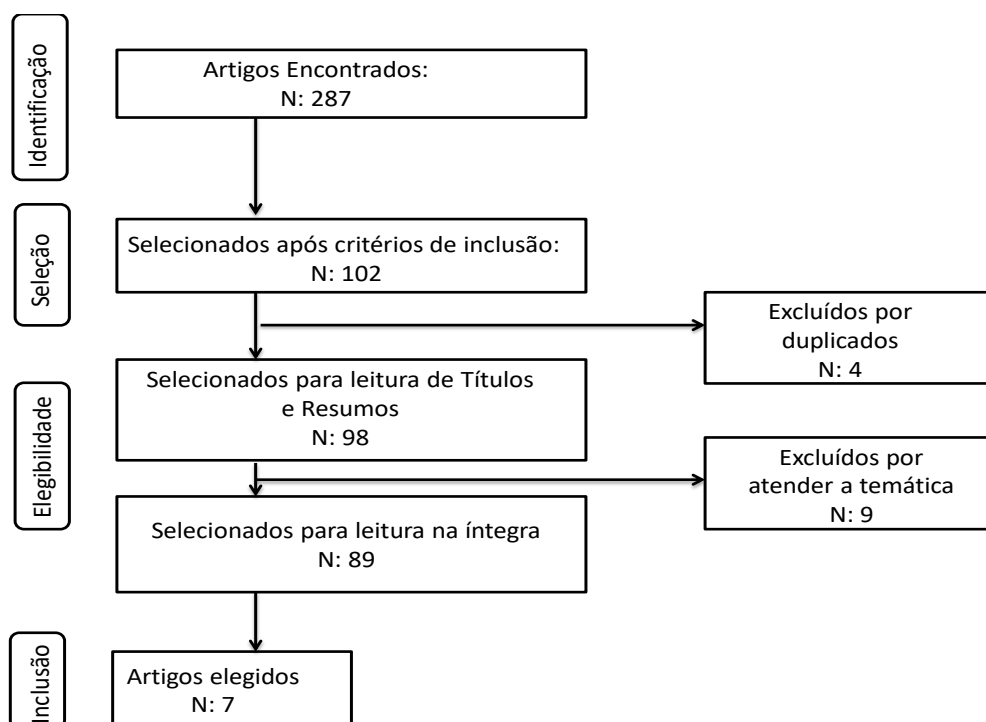 Identificação
Artigos Encontrados:
N: 287
Seleção
Selecionados após critérios de inclusão:
N: 102
Excluídos por
duplicados
N: 4
Elegibilidade
Selecionados para leitura de Títulos
e Resumos
N: 98
Excluídos por
atender a temática
N: 9
Selecionados para leitura na íntegra
N: 89
Inclusão
Artigos elegidos
N: 7